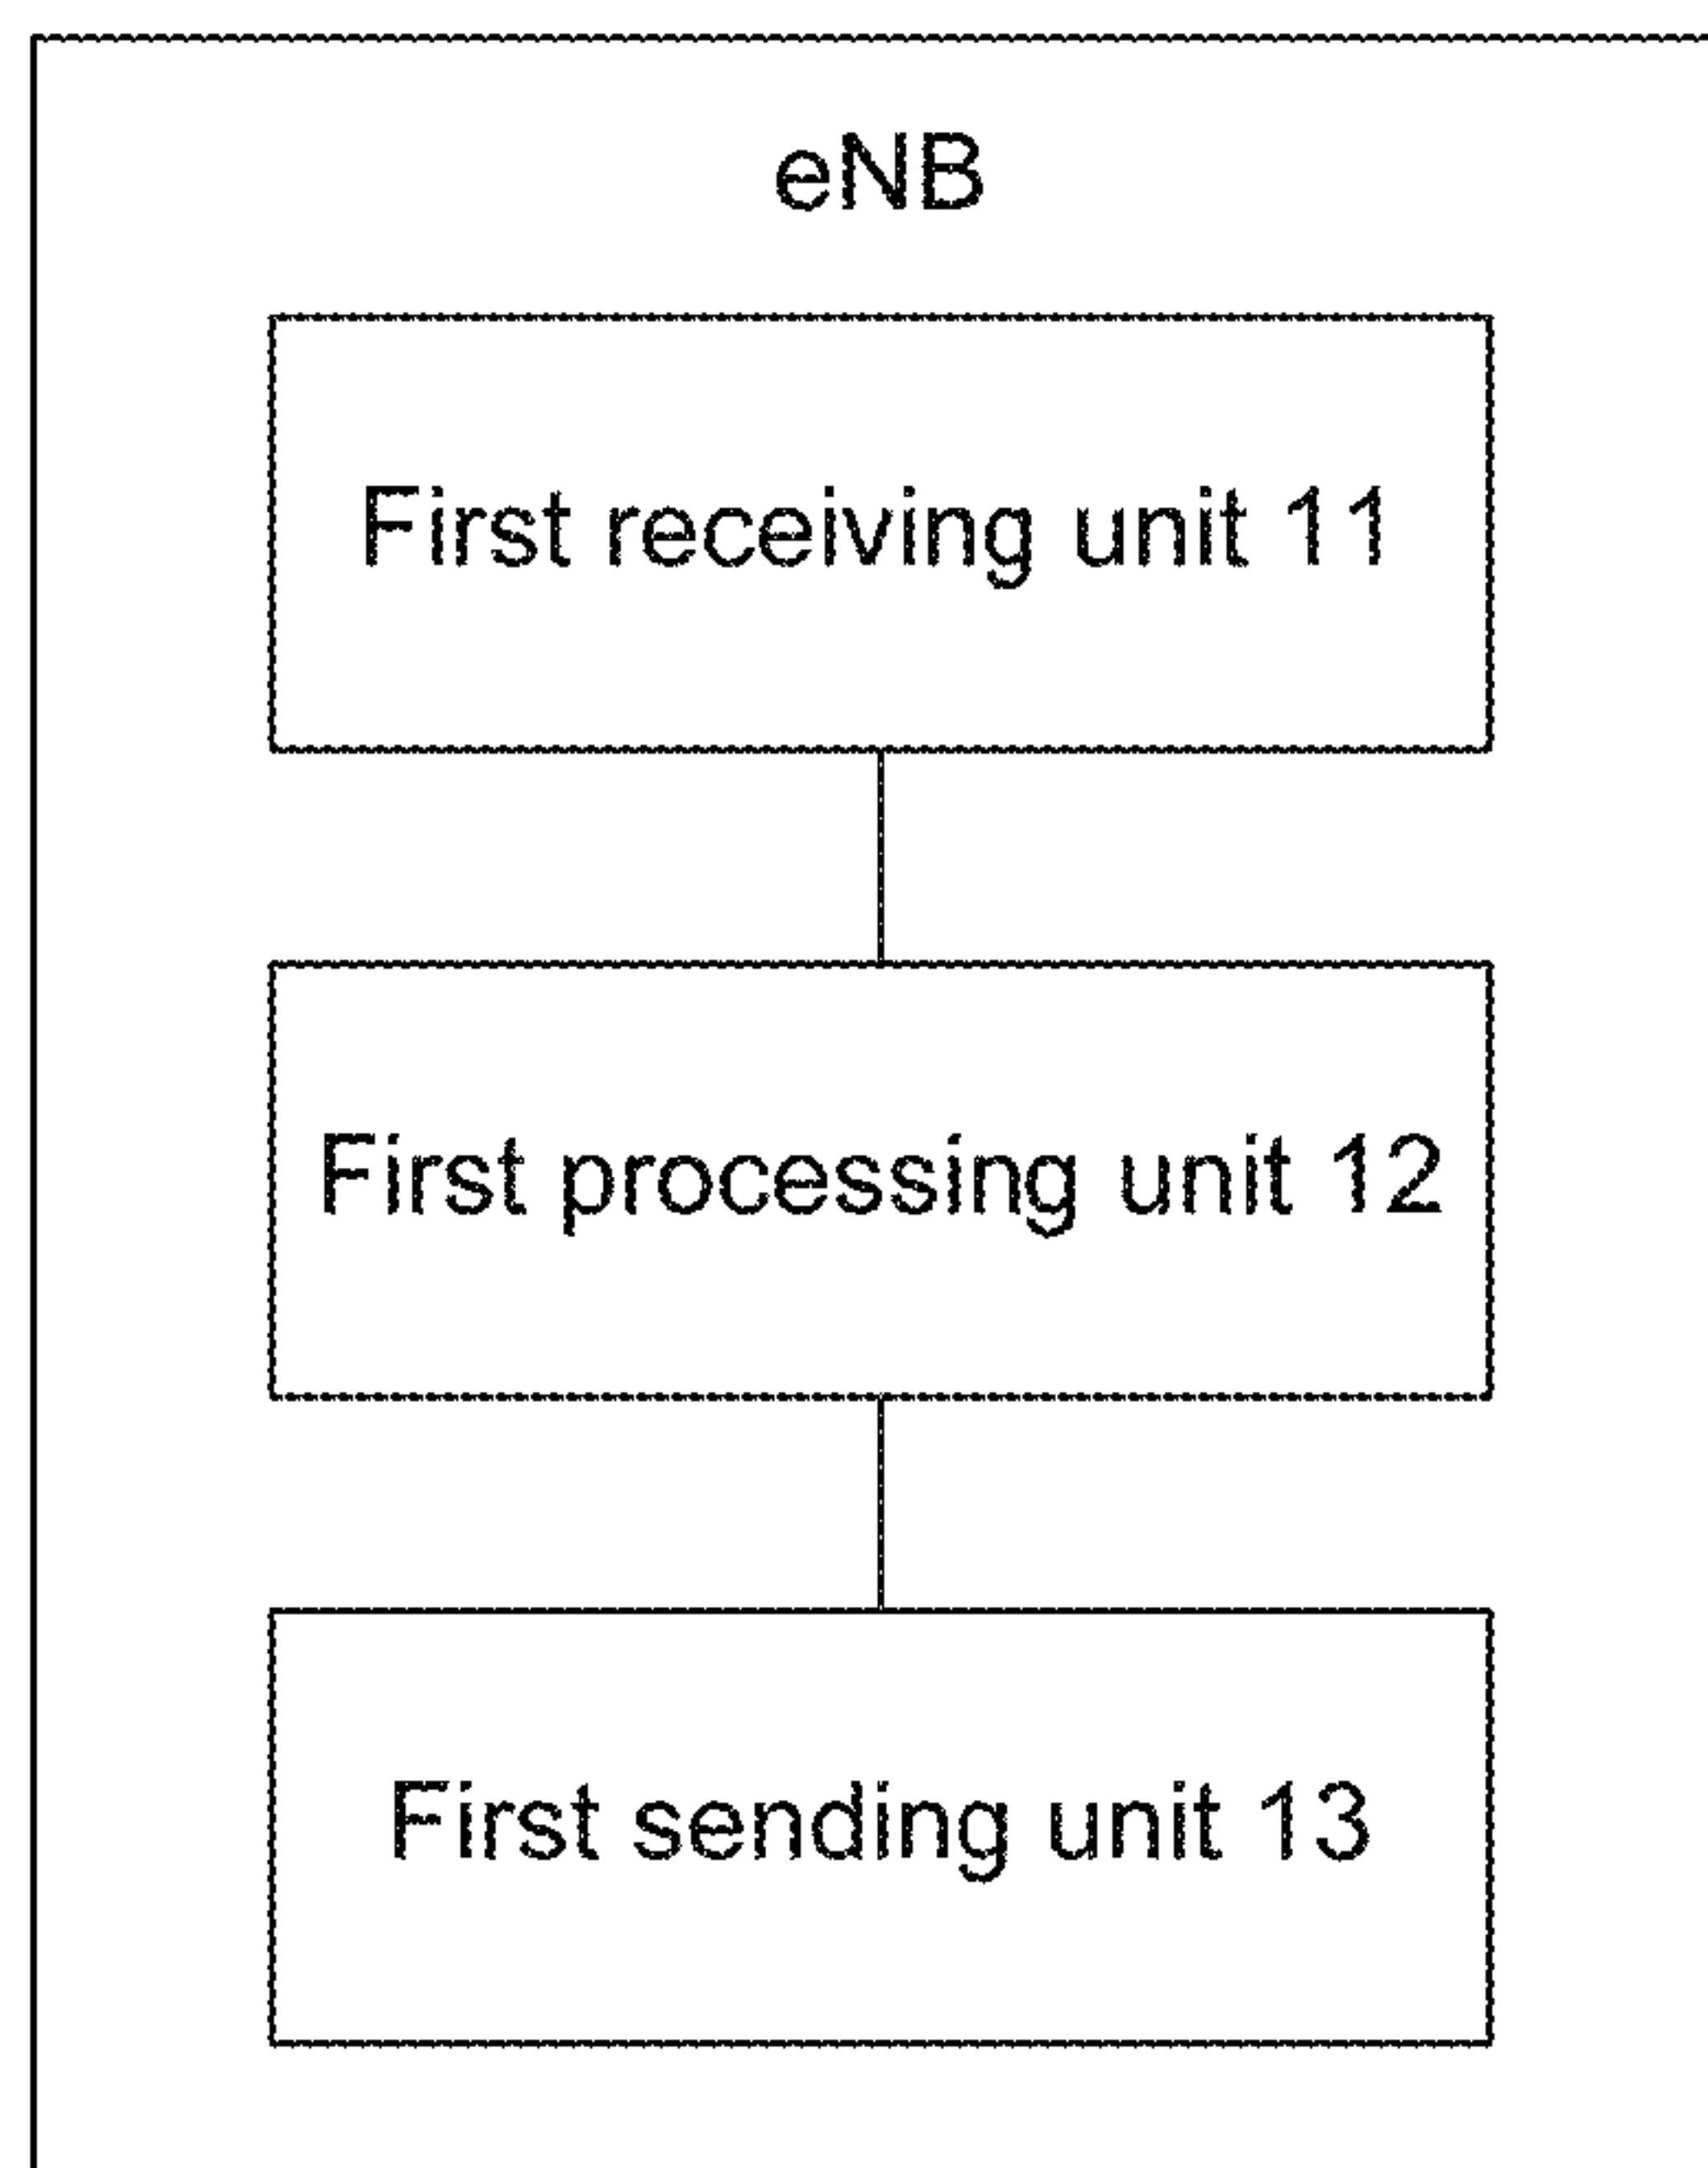 eNB
First receiving unit 11
First processing unit 12
First sending unit 13